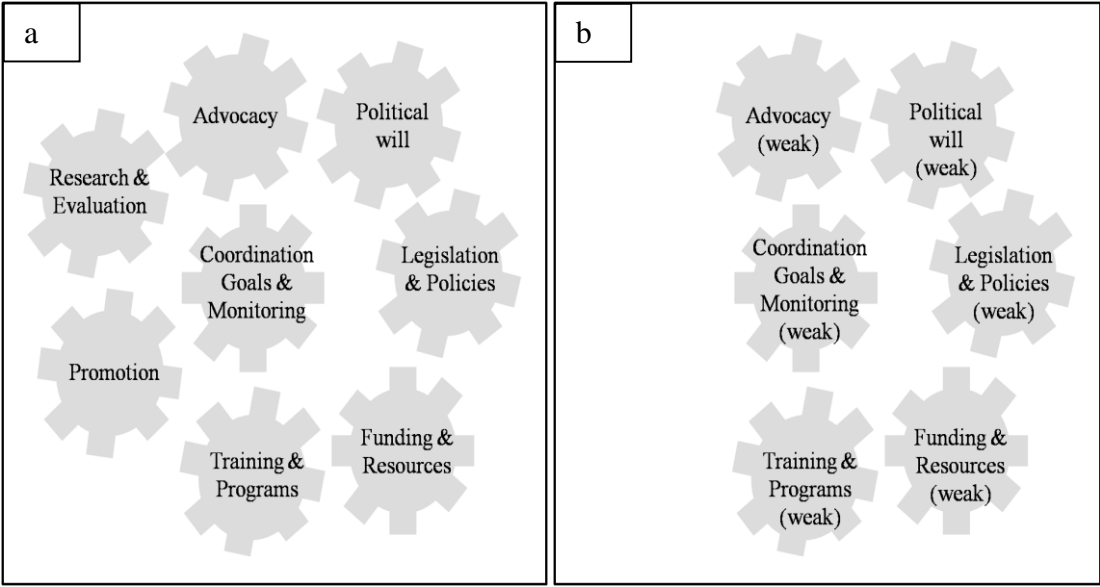 a
Advocacy
Political
will
Research &
Evaluation
Coordination
Goals &
Monitoring
Legislation
& Policies
Promotion
Training &
Programs
Funding &
Resources
b
Advocacy
(weak)
Political
will
(weak)
Coordination
Goals &
Monitoring
(weak)
Legislation
& Policies
(weak)
Training &
Programs
(weak)
Funding &
Resources
(weak)